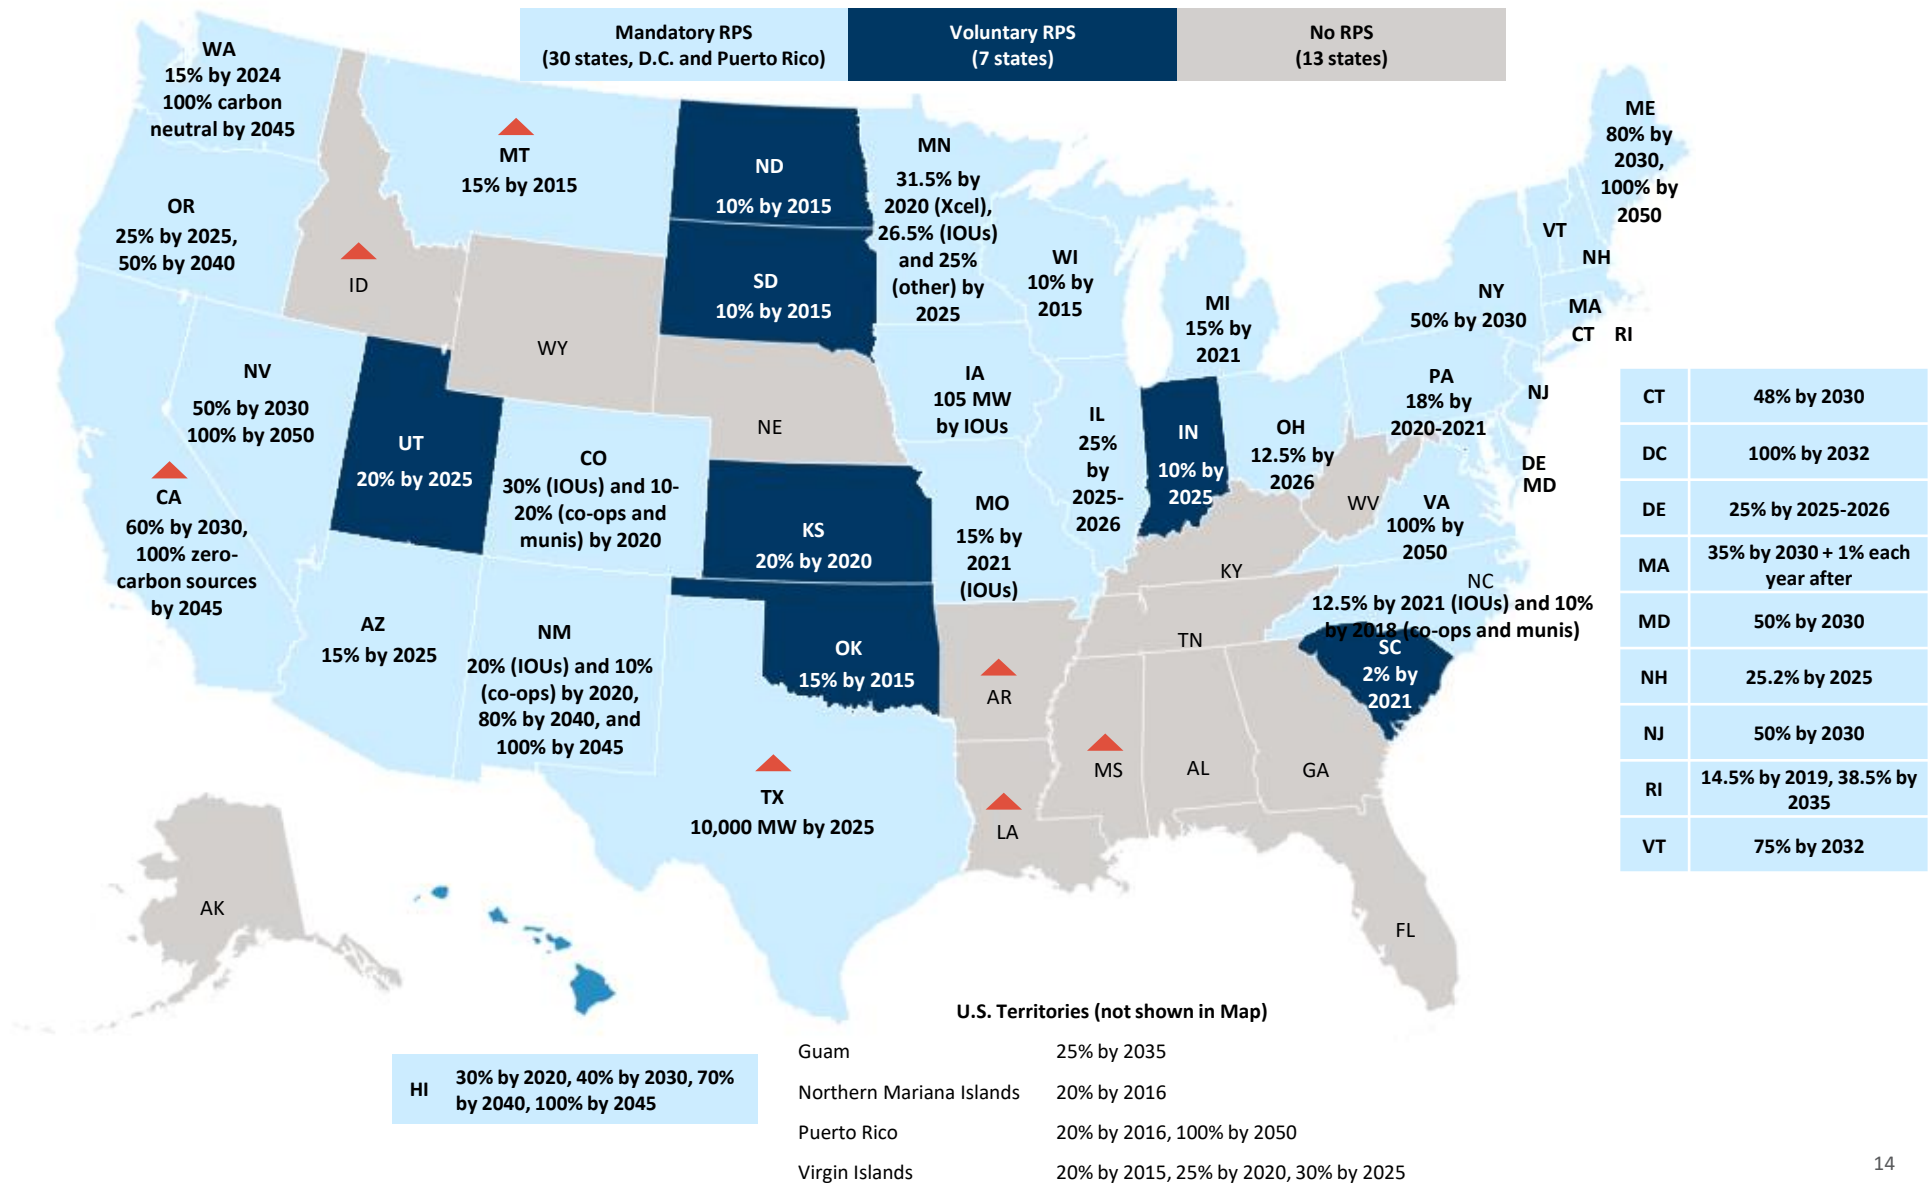 Mandatory RPS
(30 states, D.C. and Puerto Rico)
Voluntary RPS
(7 states)
No RPS
(13 states)
WA
15% by 2024
100% carbon
neutral by 2045
MT
15% by 2015
ND
10% by 2015
MN
31.5% by
2020 (Xcel),
26.5% (IOUs)
and 25%
(other) by
2025
ME
80% by
2030,
100% by
2050
OR
25% by 2025,
50% by 2040
ID
SD
10% by 2015
WI
10% by
2015
MI
15% by
2021
NY
50% by 2030
VT
NH
MA
CT
RI
WY
NV
50% by 2030
100% by 2050
UT
20% by 2025
NE
IA
105 MW
by IOUs
IL
25%
by
2025-
2026
IN
10% by
2025
OH
12.5% by
2026
PA
18% by
2020-2021
NJ
DE
MD
CA
60% by 2030,
100% zero-
carbon sources
by 2045
CO
30% (IOUs) and 10-
20% (co-ops and
munis) by 2020
KS
20% by 2020
MO
15% by
2021
(IOUs)
WV
VA
100% by
2050
KY
NC
12.5% by 2021 (IOUs) and 10%
by 2018 (co-ops and munis)
AZ
15% by 2025
NM
20% (IOUs) and 10%
(co-ops) by 2020,
80% by 2040, and
100% by 2045
OK
15% by 2015
AR
TN
SC
2% by
2021
TX
10,000 MW by 2025
LA
MS
AL
GA
FL
AK
CT 48% by 2030
DC 100% by 2032
DE 25% by 2025-2026
MA 35% by 2030 + 1% each
year after
MD 50% by 2030
NH 25.2% by 2025
NJ 50% by 2030
RI 14.5% by 2019, 38.5% by
2035
VT 75% by 2032
HI 30% by 2020, 40% by 2030, 70%
by 2040, 100% by 2045
U.S. Territories (not shown in Map)
Guam 25% by 2035
Northern Mariana Islands 20% by 2016
Puerto Rico 20% by 2016, 100% by 2050
Virgin Islands 20% by 2015, 25% by 2020, 30% by 2025
14